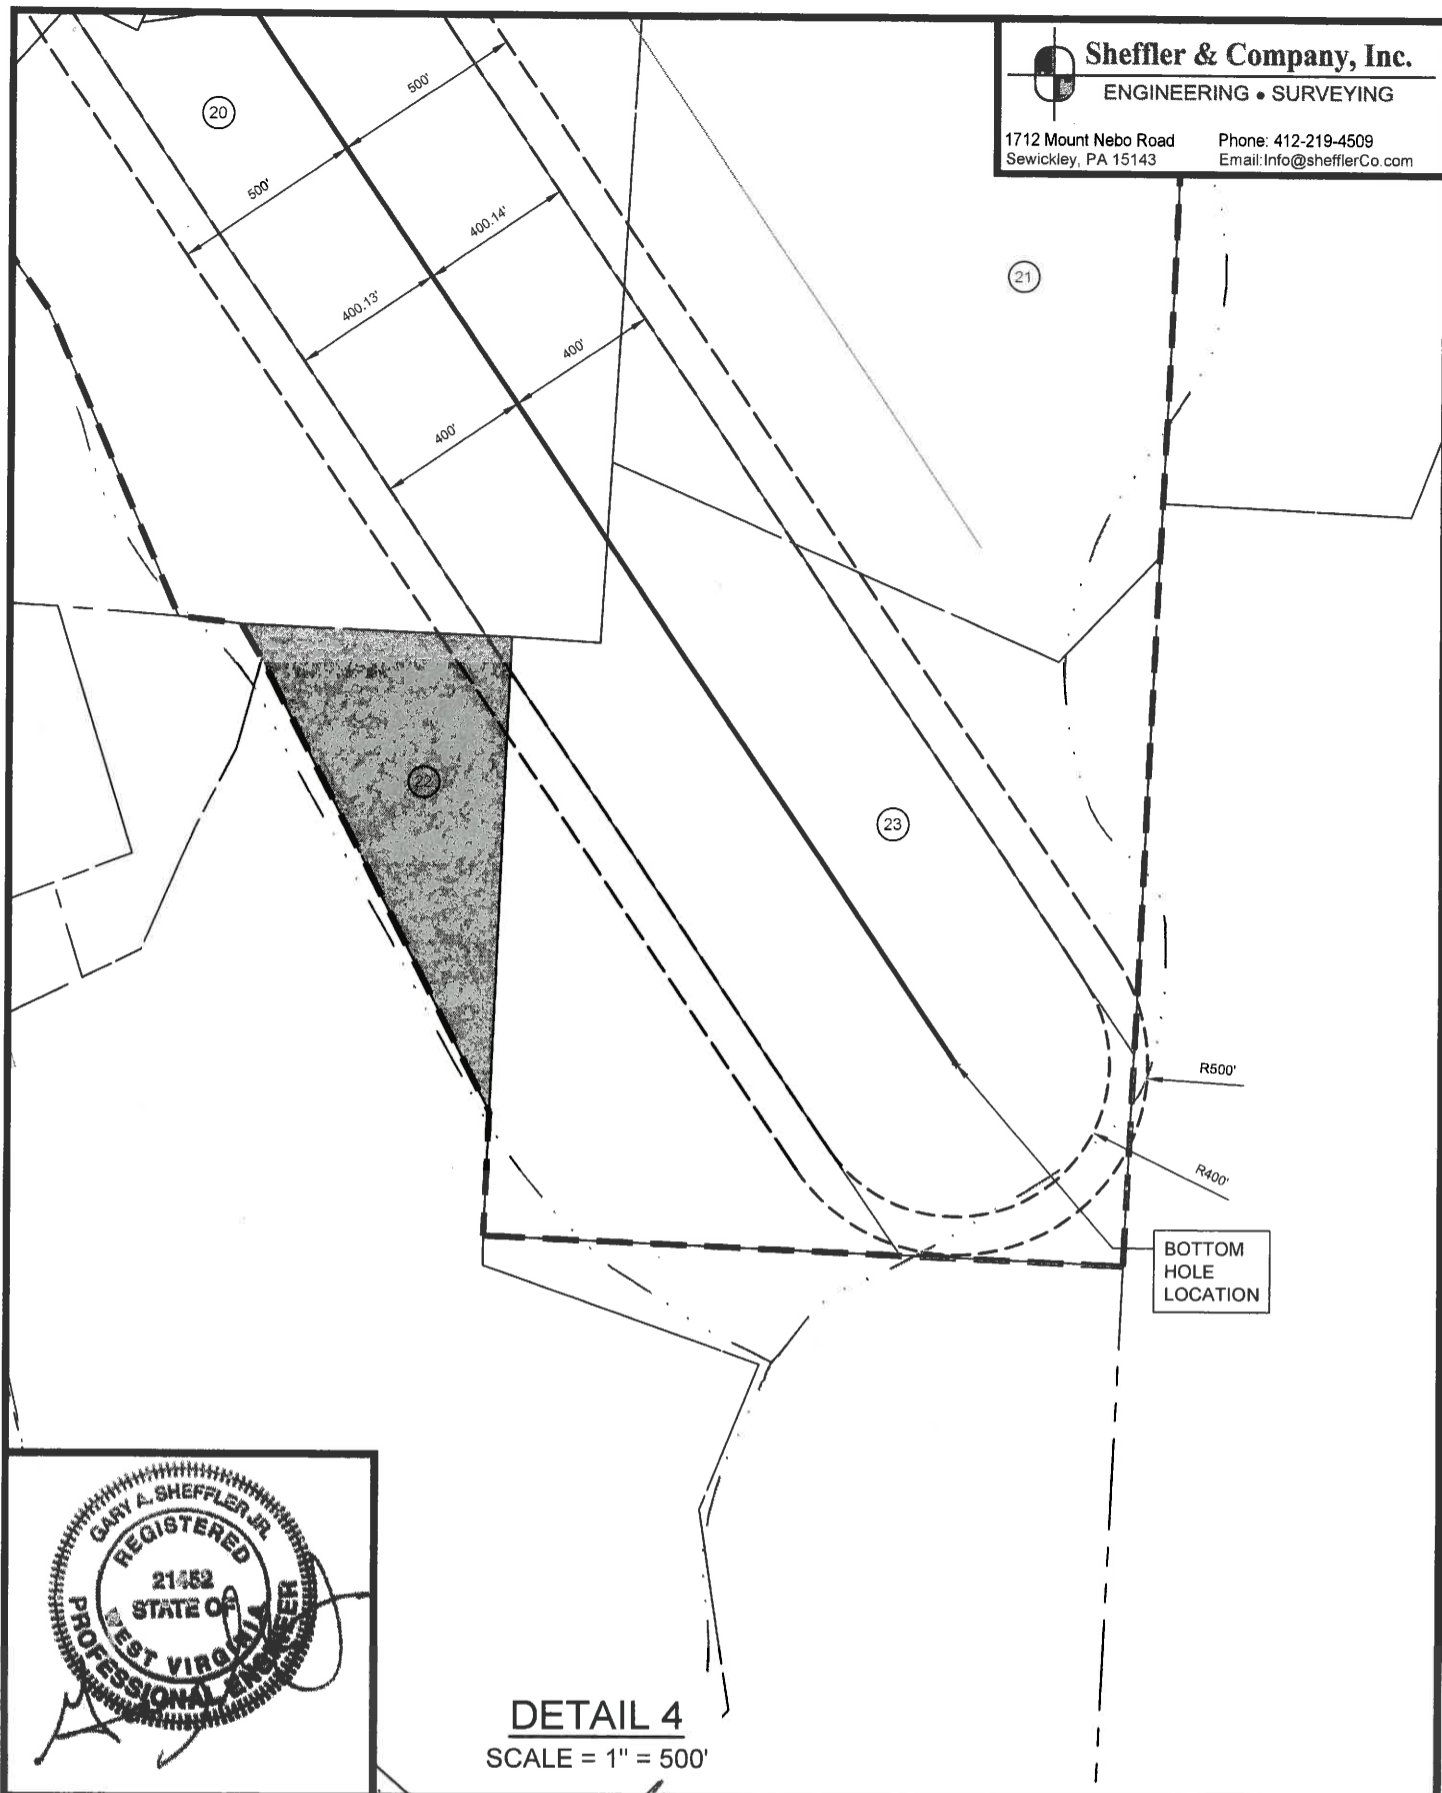 Sheffler & Company, Inc.
ENGINEERING • SURVEYING
1712 Mount Nebo Road Phone: 412-219-4509
Sewickley, PA 15143 Email:Info@shefflerCo.com
20
500'
500'
400.14'
400.13'
400'
400'
21
22
23
R500'
R400'
BOTTOM
HOLE
LOCATION
GARY A. SHEFFLER JR.
REGISTERED
21452
STATE OF
WEST VIRGINIA
PROFESSIONAL ENGINEER
DETAIL 4
SCALE = 1" = 500'